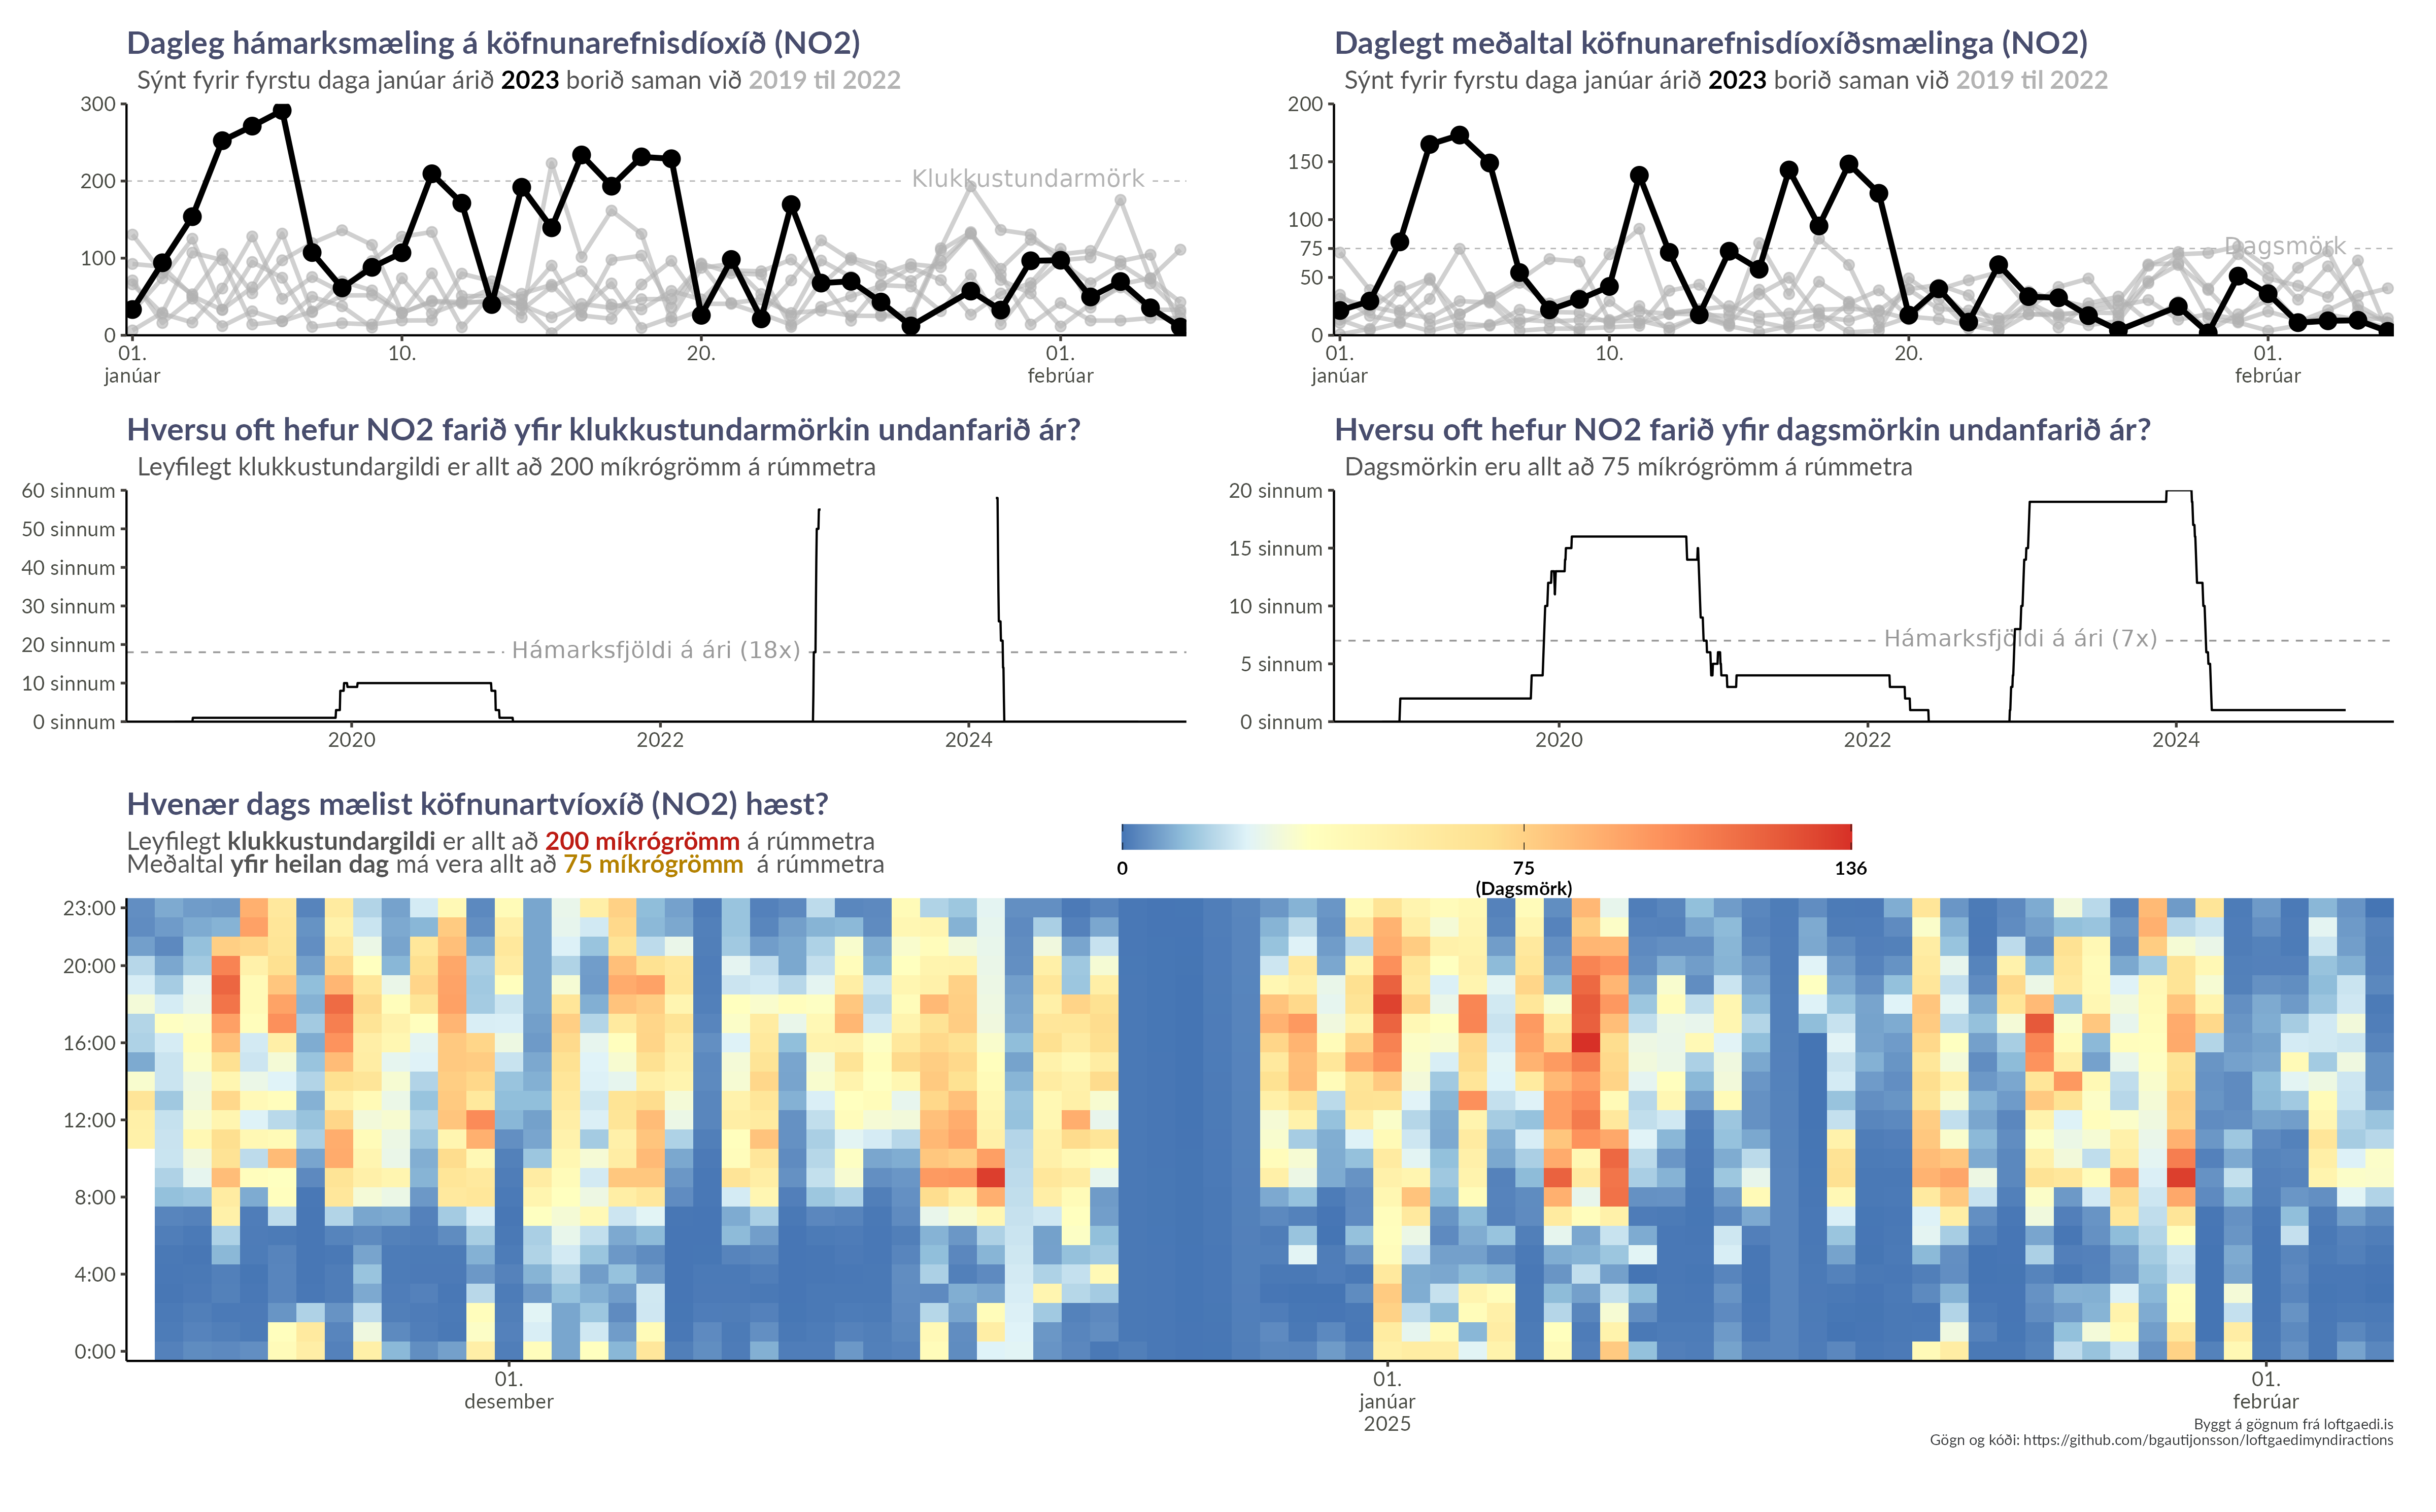 Dagleg hámarksmæling á köfnunarefnisdíoxíð (NO2)
Sýnt fyrir fyrstu daga janúar árið 2023 borið saman við 2019 til 2022
300
200
100
0
Klukkustundarmörk
01.
janúar
10.
20.
01.
febrúar
Daglegt meðaltal köfnunarefnisdíoxíðsmælinga (NO2)
Sýnt fyrir fyrstu daga janúar árið 2023 borið saman við 2019 til 2022
200
150
100
75
50
0
Dagsmörk
01.
janúar
10.
20.
01.
febrúar
Hversu oft hefur NO2 farið yfir klukkustundarmörkin undanfarið ár?
Leyfilegt klukkustundargildi er allt að 200 míkrógrömm á rúmmetra
60 sinnum
50 sinnum
40 sinnum
30 sinnum
20 sinnum
10 sinnum
0 sinnum
Hámarksfjöldi á ári (18x)
2020
2022
2024
Hversu oft hefur NO2 farið yfir dagsmörkin undanfarið ár?
Dagsmörkin eru allt að 75 míkrógrömm á rúmmetra
20 sinnum
15 sinnum
10 sinnum
5 sinnum
0 sinnum
Hámarksfjöldi á ári (7x)
2020
2022
2024
Hvenær dags mælist köfnunartvíoxíð (NO2) hæst?
Leyfilegt klukkustundargildi er allt að 200 míkrógrömm á rúmmetra
Meðaltal yfir heilan dag má vera allt að 75 míkrógrömm á rúmmetra
0
75
(Dagsmörk)
136
23:00
20:00
16:00
12:00
8:00
4:00
0:00
01.
desember
01.
janúar
2025
01.
febrúar
Byggt á gögnum frá loftgaedi.is
Gögn og kóði: https://github.com/bgautijonsson/loftgaedimyndiractions